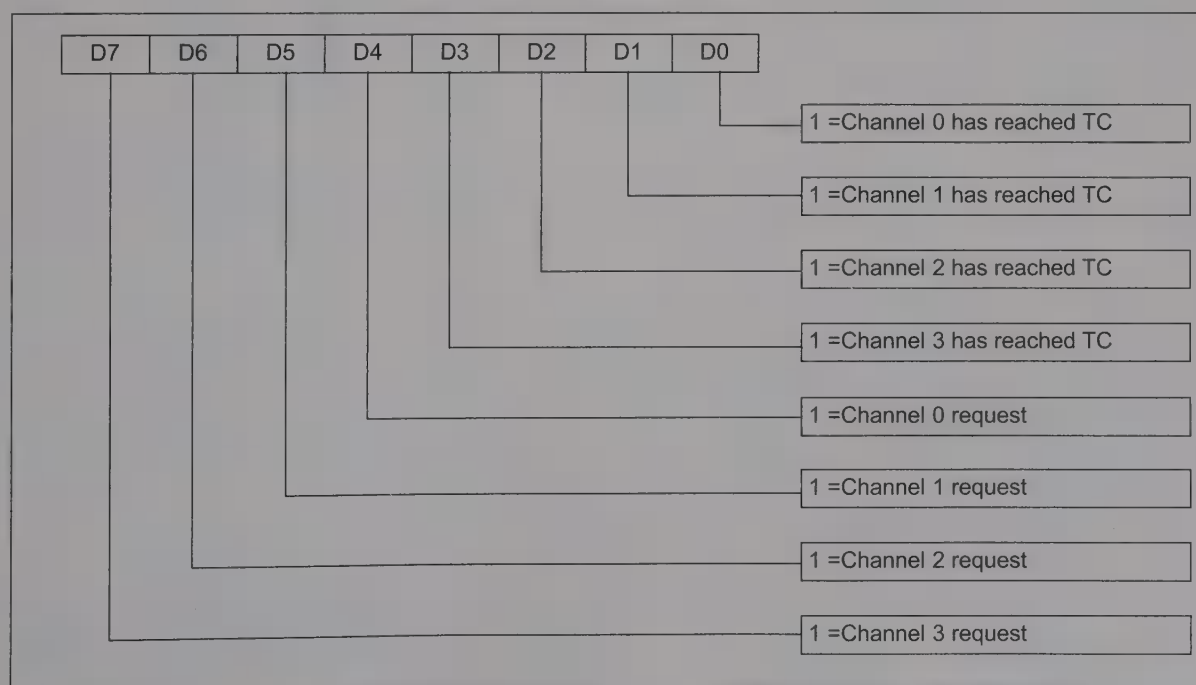 D7 D6 D5 D4 D3 D2 D1 D0
1 =Channel 0 has reached TC
1 =Channel 1 has reached TC
1 =Channel 2 has reached TC
1 =Channel 3 has reached TC
1 =Channel 0 request
1 =Channel 1 request
1 =Channel 2 request
1 =Channel 3 request